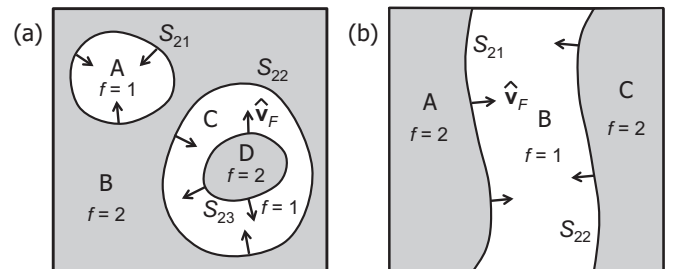 (a)
S21
A
f = 1
S22
C
v̂F
D
f = 2
B
f = 2
S23
f = 1
(b)
S21
A
f = 2
v̂F
B
f = 1
C
f = 2
S22